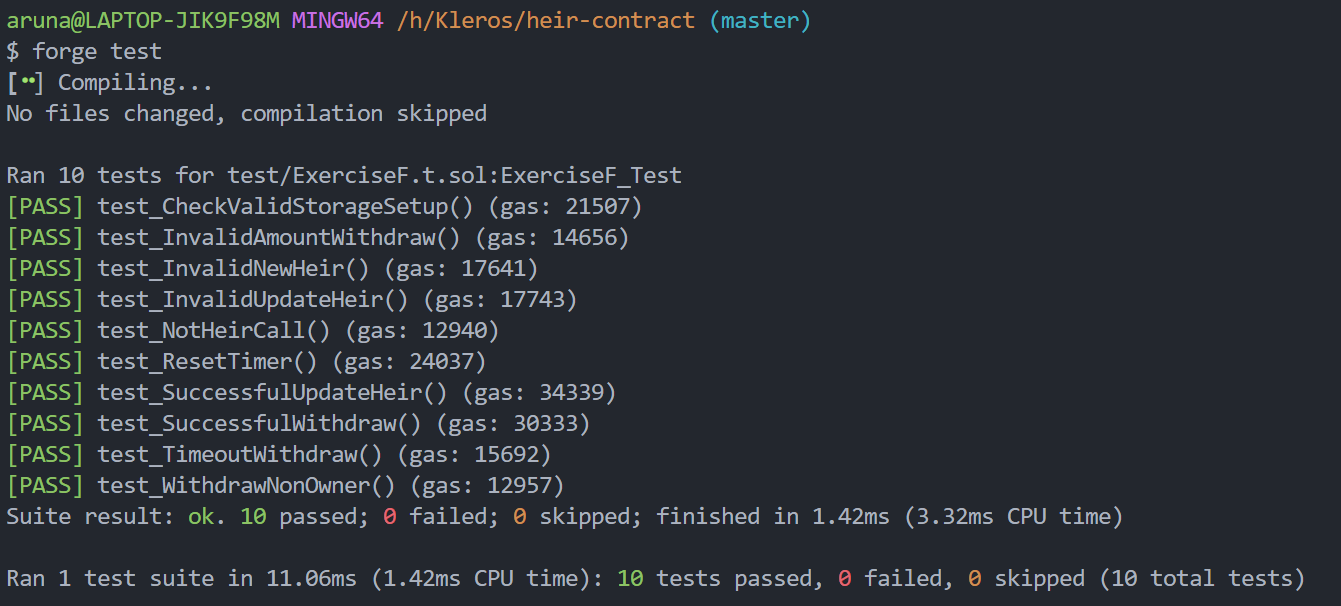 aruna@LAPTOP-JIK9F98M MINGW64 /h/Kleros/heir-contract (master)
$ forge test
[⠒] Compiling...
No files changed, compilation skipped
Ran 10 tests for test/ExerciseF.t.sol:ExerciseF_Test
[PASS] test_CheckValidStorageSetup() (gas: 21507)
[PASS] test_InvalidAmountWithdraw() (gas: 14656)
[PASS] test_InvalidNewHeir() (gas: 17641)
[PASS] test_InvalidUpdateHeir() (gas: 17743)
[PASS] test_NotHeirCall() (gas: 12940)
[PASS] test_ResetTimer() (gas: 24037)
[PASS] test_SuccessfulUpdateHeir() (gas: 34339)
[PASS] test_SuccessfulWithdraw() (gas: 30333)
[PASS] test_TimeoutWithdraw() (gas: 15692)
[PASS] test_WithdrawNonOwner() (gas: 12957)
Suite result: ok. 10 passed; 0 failed; 0 skipped; finished in 1.42ms (3.32ms CPU time)
Ran 1 test suite in 11.06ms (1.42ms CPU time): 10 tests passed, 0 failed, 0 skipped (10 total tests)